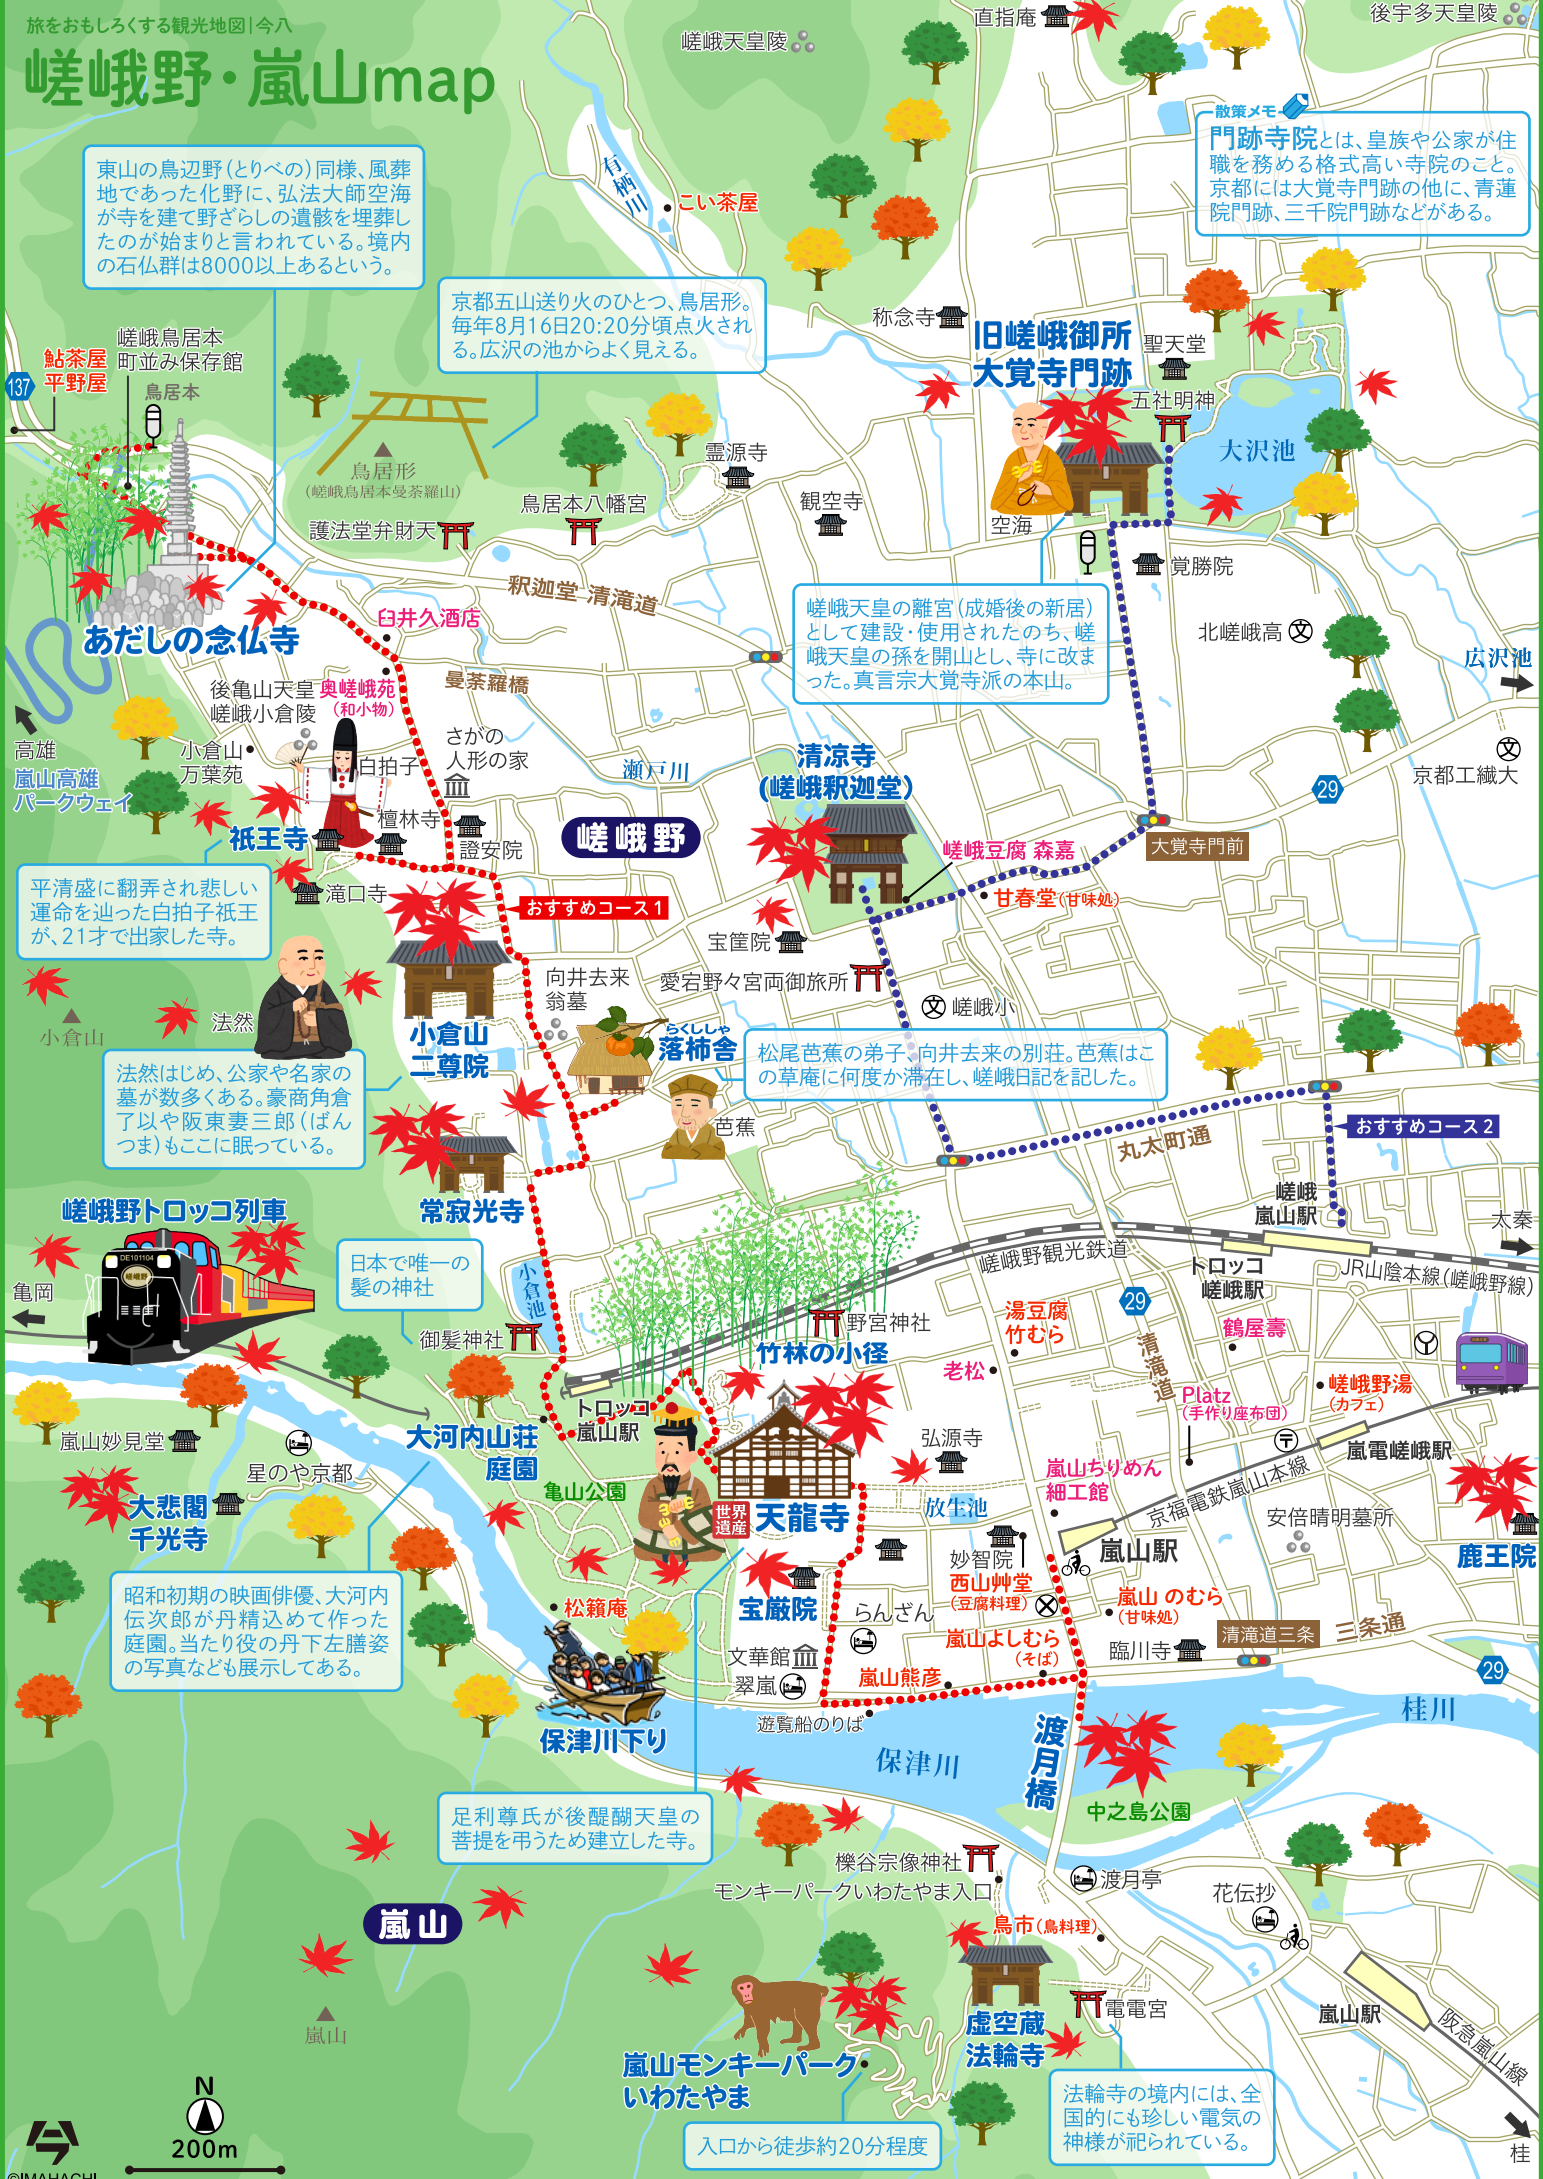 旅をおもしろくする観光地図|今八
嵯峨野・嵐山map
嵯峨天皇陵
直指庵
後宇多天皇陵
散策メモ
門跡寺院とは、皇族や公家が住
職を務める格式高い寺院のこと。
京都には大覚寺門跡の他に、青蓮
院門跡、三千院門跡などがある。
東山の鳥辺野(とりべの)同様、風葬
地であった化野に、弘法大師空海
が寺を建て野ざらしの遺骸を埋葬し
たのが始まりと言われている。境内
の石仏群は8000以上あるという。
有栖川
こい茶屋
京都五山送り火のひとつ、鳥居形。
毎年8月16日20:20分頃点火され
る。広沢の池からよく見える。
称念寺
旧嵯峨御所
大覚寺門跡
聖天堂
五社明神
大沢池
空海
嵯峨鳥居本
町並み保存館
鮎茶屋
平野屋
137
鳥居本
鳥居形
(嵯峨鳥居本曼荼羅山)
護法堂弁財天
鳥居本八幡宮
霊源寺
観空寺
覚勝院
釈迦堂 清滝道
嵯峨天皇の離宮(成婚後の新居)
として建設・使用されたのち、嵯
峨天皇の孫を開山とし、寺に改ま
った。真言宗大覚寺派の本山。
北嵯峨高
文
広沢池
あだしの念仏寺
臼井久酒店
奥嵯峨苑
(和小物)
曼荼羅橋
後亀山天皇
嵯峨小倉陵
小倉山
万葉苑
高雄
嵐山高雄
パークウェイ
白拍子
さがの
人形の家
瀬戸川
清凉寺
(嵯峨釈迦堂)
文
京都工繊大
29
祇王寺
檀林寺
證安院
嵯峨野
大覚寺門前
嵯峨豆腐 森嘉
甘春堂(甘味処)
平清盛に翻弄され悲しい
運命を辿った白拍子祇王
が、21才で出家した寺。
滝口寺
おすすめコース1
宝筐院
愛宕野々宮両御旅所
文
嵯峨小
小倉山
法然
小倉山
二尊院
向井去来
翁墓
らくししゃ
落柿舎
松尾芭蕉の弟子、向井去来の別荘。芭蕉はこ
の草庵に何度か滞在し、嵯峨日記を記した。
芭蕉
法然はじめ、公家や名家の
墓が数多くある。豪商角倉
了以や阪東妻三郎(ばん
つま)もここに眠っている。
丸太町通
おすすめコース2
常寂光寺
嵯峨野トロッコ列車
DE101104
嵯峨野
亀岡
日本で唯一の
髪の神社
小倉池
御髪神社
嵯峨野観光鉄道
嵯峨
嵐山駅
太秦
トロッコ
嵯峨駅
JR山陰本線(嵯峨野線)
野宮神社
竹林の小径
湯豆腐
竹むら
29
清滝道
鶴屋壽
老松
Platz
(手作り座布団)
嵯峨野湯
(カフェ)
〒
嵐電嵯峨駅
トロッコ
嵐山駅
大河内山荘
庭園
亀山公園
嵐山妙見堂
星のや京都
大悲閣
千光寺
弘源寺
放生池
嵐山ちりめん
細工館
京福電鉄嵐山本線
安倍晴明墓所
鹿王院
世界
遺産
天龍寺
嵐山駅
妙智院
西山艸堂
(豆腐料理)
昭和初期の映画俳優、大河内
伝次郎が丹精込めて作った
庭園。当たり役の丹下左膳姿
の写真なども展示してある。
松籟庵
宝厳院
らんざん
嵐山 のむら
(甘味処)
清滝道三条
三条通
文華館
翠嵐
嵐山よしむら
(そば)
嵐山熊彦
臨川寺
29
遊覧船のりば
保津川下り
保津川
渡月橋
桂川
中之島公園
足利尊氏が後醍醐天皇の
菩提を弔うため建立した寺。
櫟谷宗像神社
モンキーパークいわたやま入口
渡月亭
花伝抄
嵐山
鳥市(鳥料理)
電電宮
虚空蔵
法輪寺
嵐山駅
阪急嵐山線
嵐山
嵐山モンキーパーク
いわたやま
入口から徒歩約20分程度
法輪寺の境内には、全
国的にも珍しい電気の
神様が祀られている。
桂
N
200m
©IMAHACHI